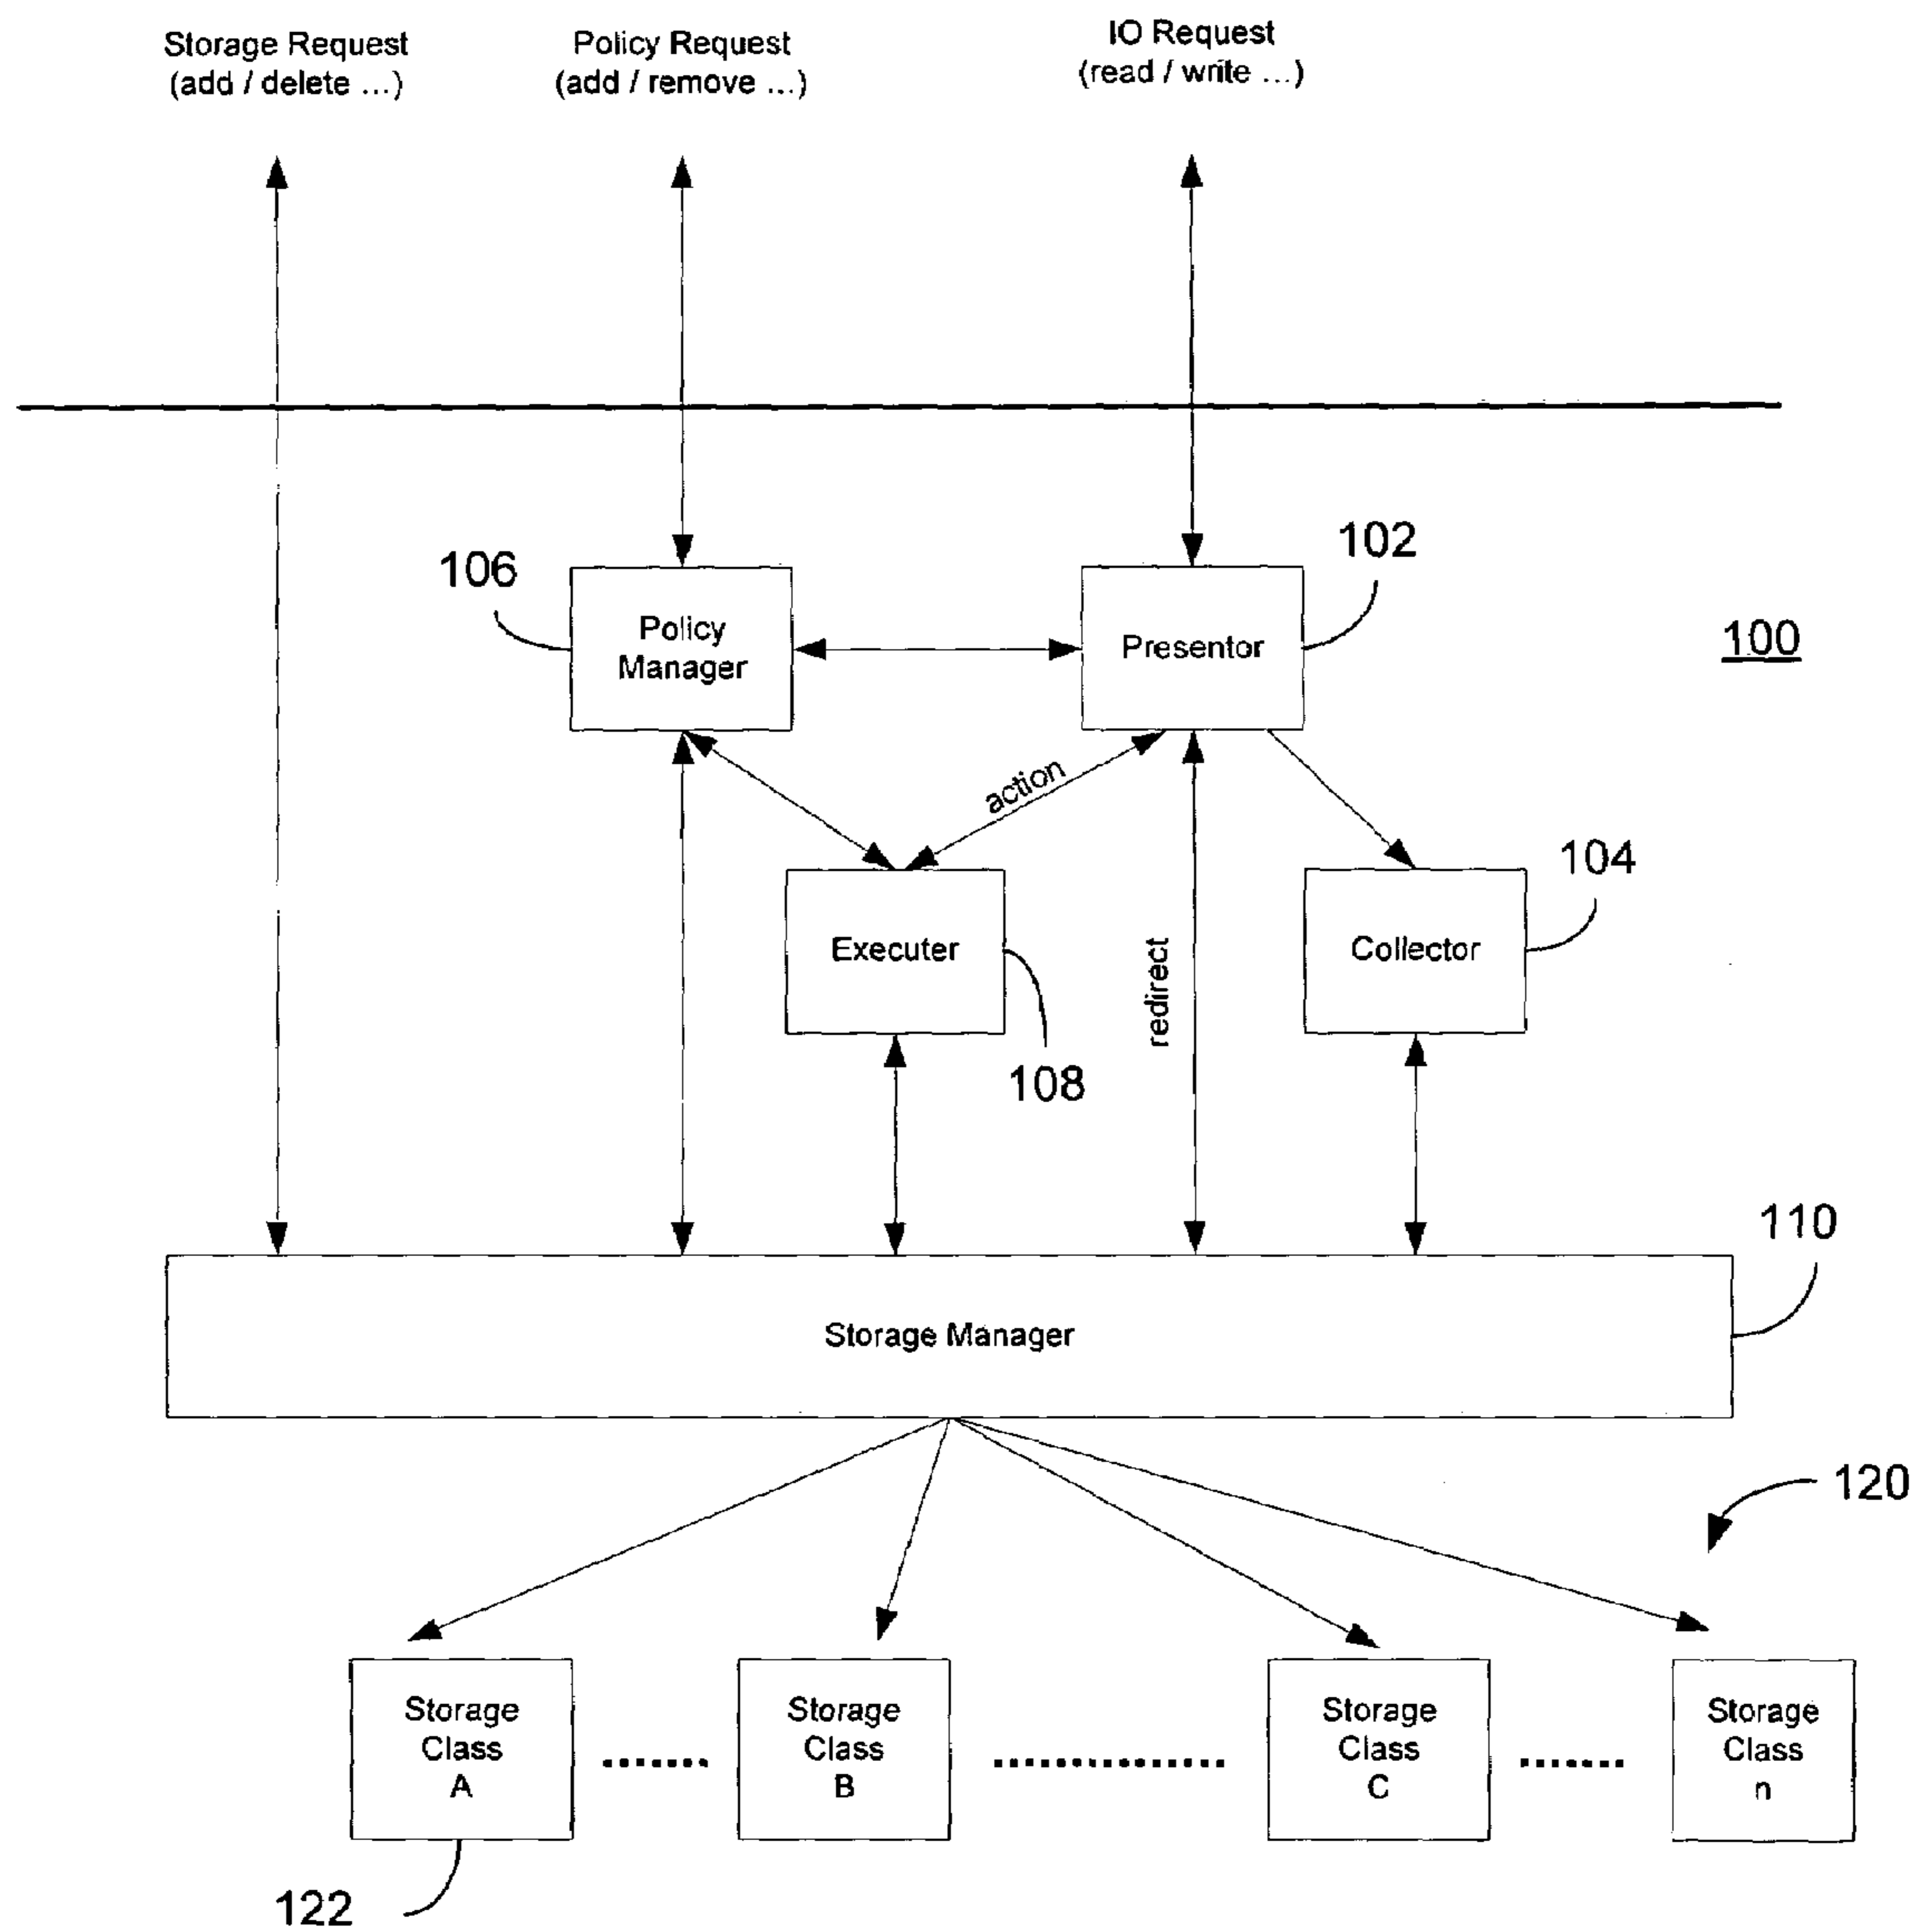 Storage Request
(add / delete ...)
Policy Request
(add / remove ...)
IO Request
(read / write ...)
106
Policy
Manager
102
Presentor
100
action
104
Executer
redirect
Collector
108
110
Storage Manager
120
Storage
Class
A
Storage
Class
B
Storage
Class
C
Storage
Class
n
122